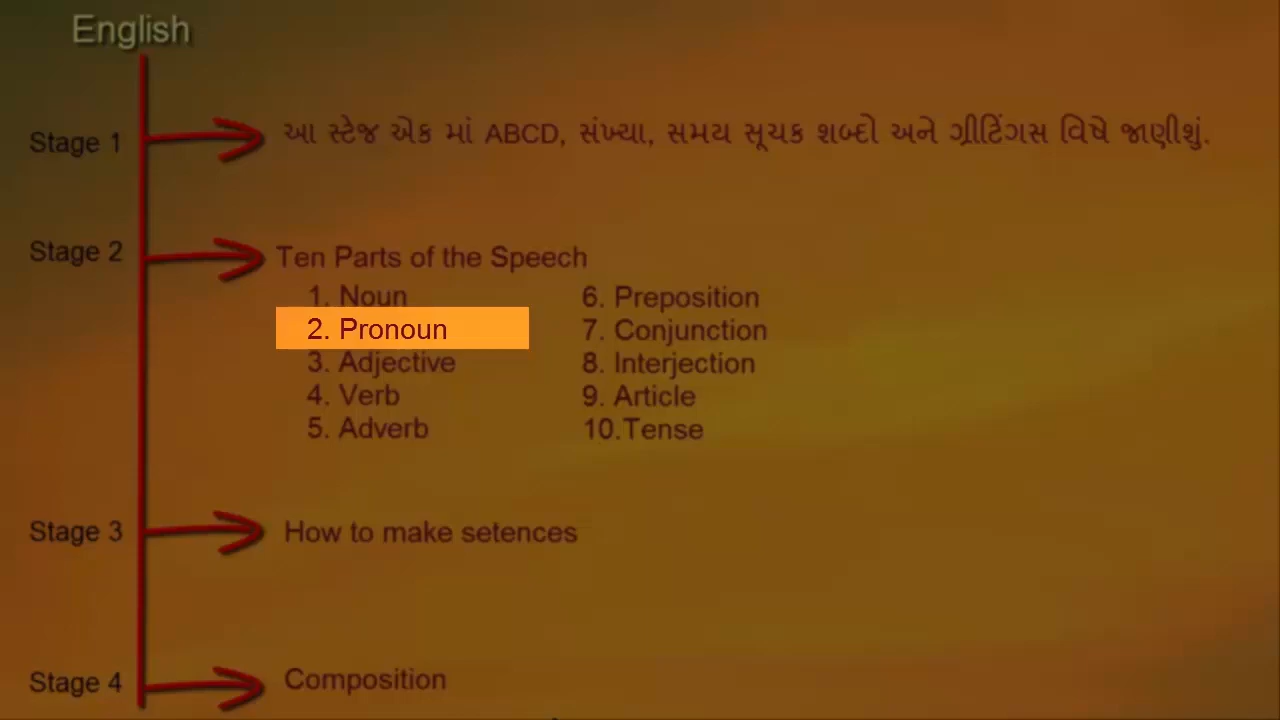 English
Stage 1
આ સ્ટેજ એક માં ABCD, સંખ્યા, સમય સૂચક શબ્દો અને ગ્રીટિંગસ વિષે જાણીશું.
Stage 2
Ten Parts of the Speech
1. Noun
2. Pronoun
3. Adjective
4. Verb
5. Adverb
6. Preposition
7. Conjunction
8. Interjection
9. Article
10.Tense
Stage 3
How to make setences
Stage 4
Composition